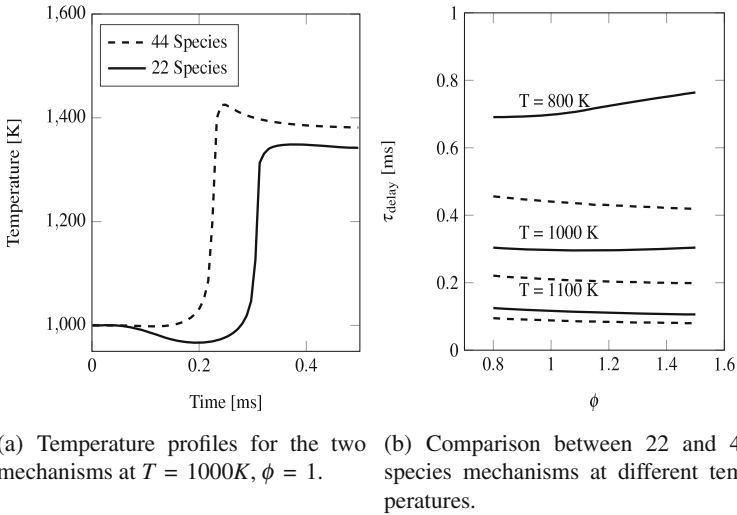 1,600
1,400
1,200
1,000
Temperature [K]
44 Species
22 Species
0
0.2
0.4
Time [ms]
1
0.8
0.6
0.4
0.2
0
τdelay [ms]
T = 800 K
T = 1000 K
T = 1100 K
0.8
1
1.2
1.4
1.6
ϕ
(a) Temperature profiles for the two
mechanisms at T = 1000K, ϕ = 1.
(b) Comparison between 22 and 4
species mechanisms at different tem
peratures.